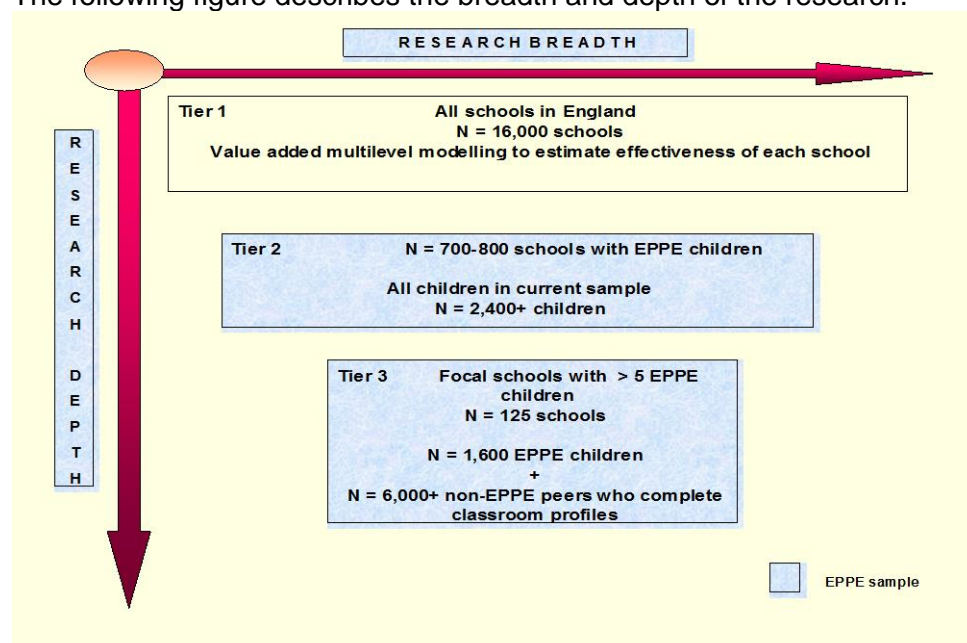 The following figure describes the breadth and depth of the research.
RESEARCH BREADTH
RESEARCH DEPTH
Tier 1 All schools in England
N = 16,000 schools
Value added multilevel modelling to estimate effectiveness of each school
Tier 2 N = 700-800 schools with EPPE children
All children in current sample
N = 2,400+ children
Tier 3 Focal schools with > 5 EPPE
children
N = 125 schools
N = 1,600 EPPE children
+
N = 6,000+ non-EPPE peers who complete
classroom profiles
EPPE sample